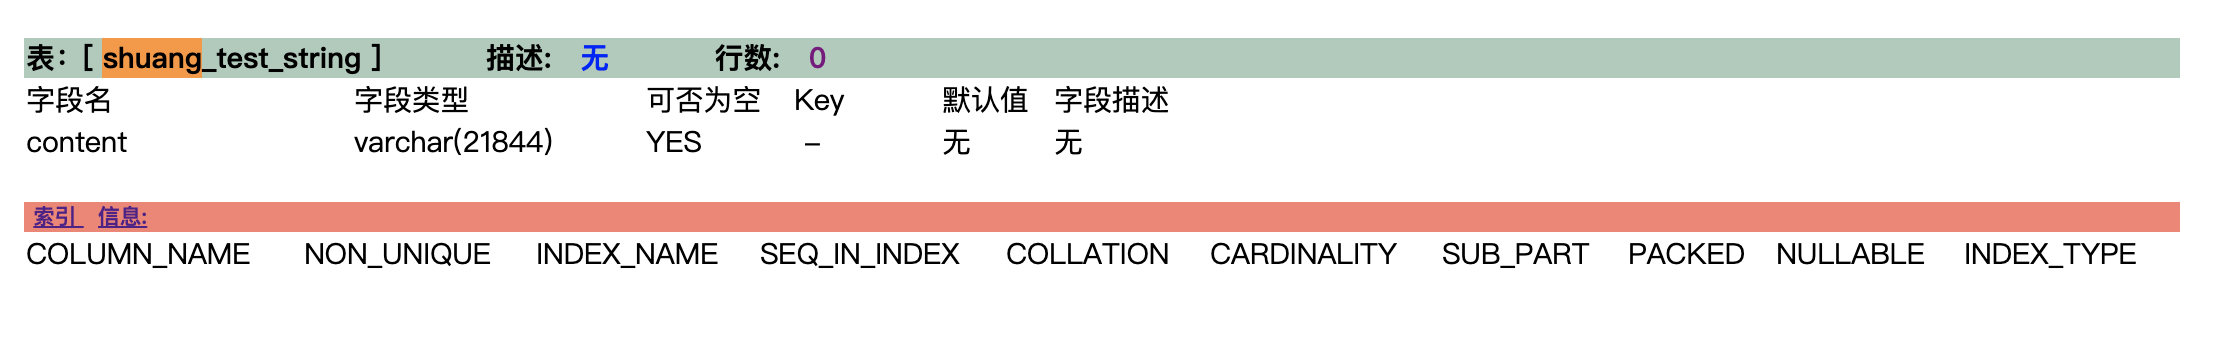 表：[ shuang_test_string ] 描述: 无 行数: 0
字段名 字段类型 可否为空 Key 默认值 字段描述
content varchar(21844) YES – 无 无
索引 信息:
COLUMN_NAME NON_UNIQUE INDEX_NAME SEQ_IN_INDEX COLLATION CARDINALITY SUB_PART PACKED NULLABLE INDEX_TYPE